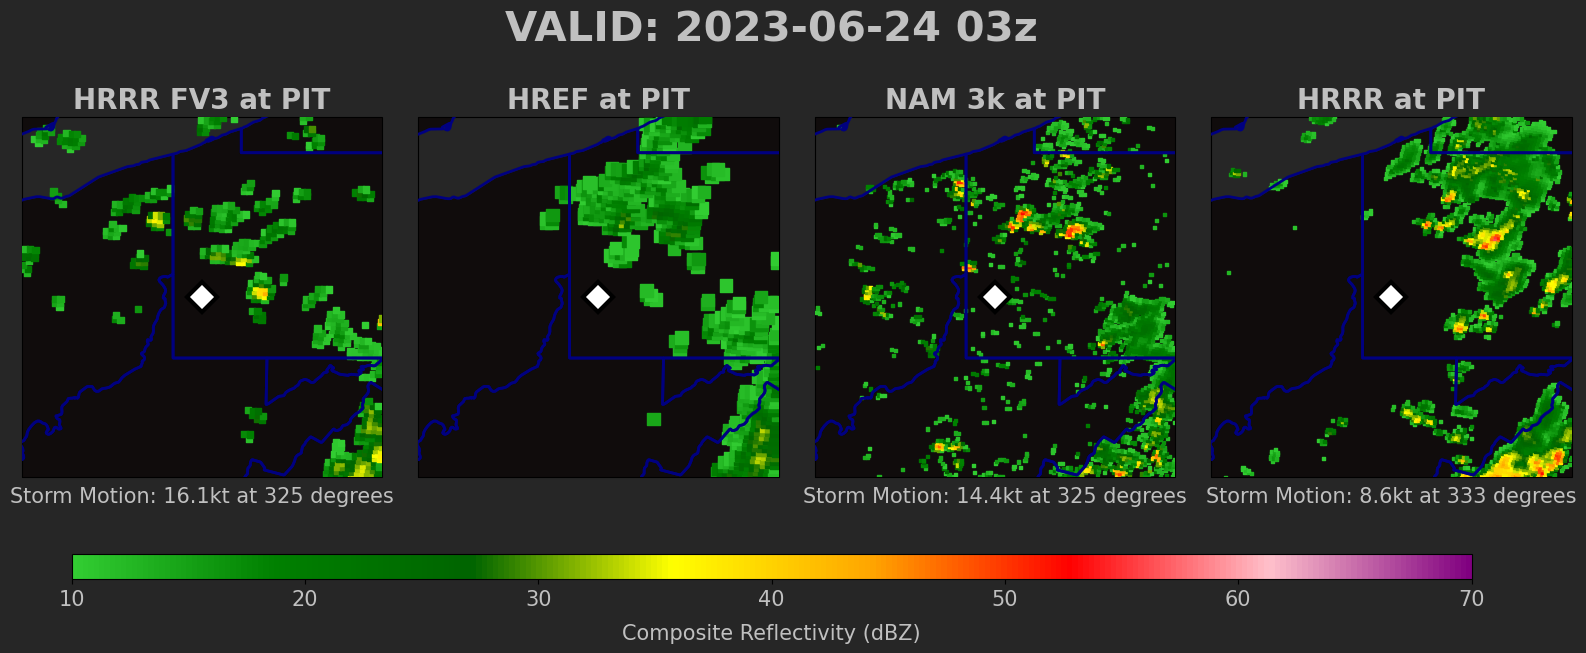 VALID: 2023-06-24 03z
HRRR FV3 at PIT
HREF at PIT
NAM 3k at PIT
HRRR at PIT
Storm Motion: 16.1kt at 325 degrees
Storm Motion: 14.4kt at 325 degrees
Storm Motion: 8.6kt at 333 degrees
10 20 30 40 50 60 70
Composite Reflectivity (dBZ)